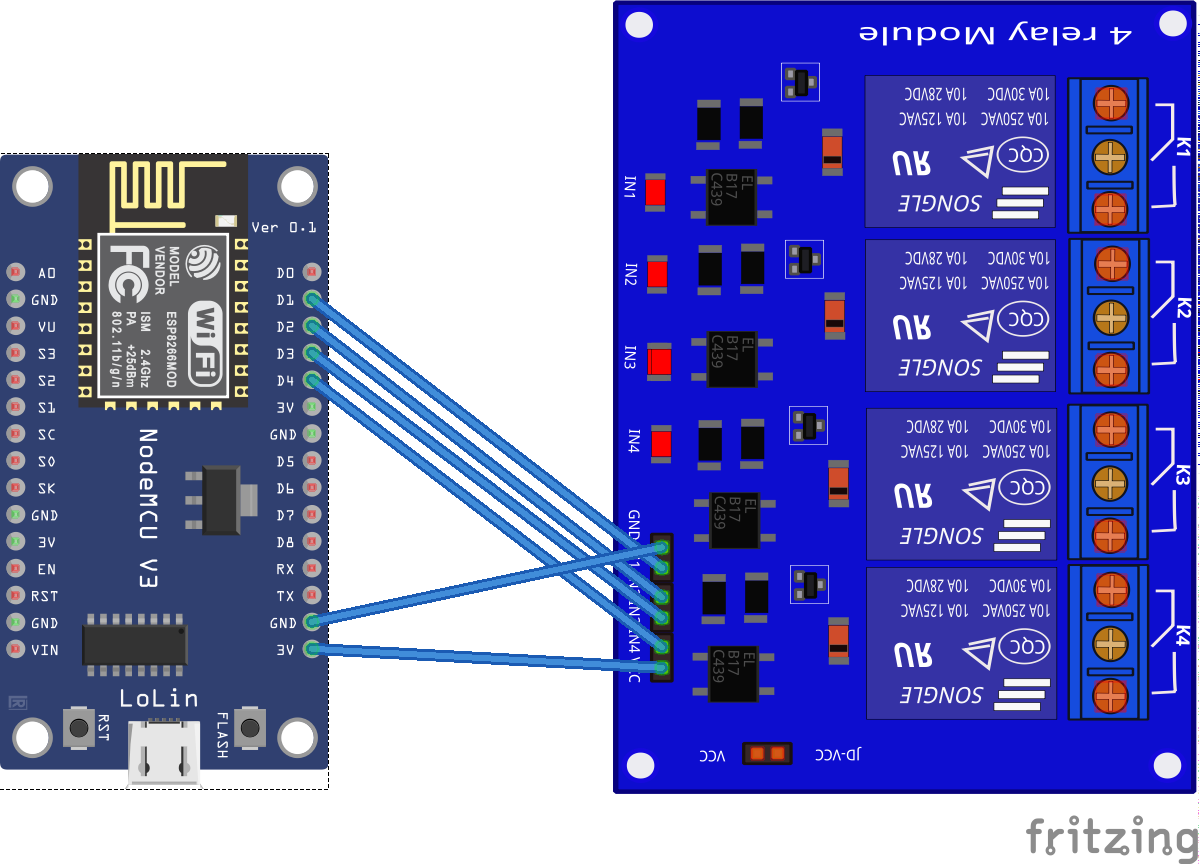 4 relay Module
Ver 0.1
A0
GND
VU
S3
S2
S1
SC
S0
SK
GND
3V
EN
RST
GND
VIN
D0
D1
D2
D3
D4
3V
GND
D5
D6
D7
D8
RX
TX
GND
3V
MODEL
VENDOR
FC
WiFi
ESP8266MOD
ISM 2.4Ghz
PA +25dBm
802.11b/g/n
NodeMCU V3
LoLin
RST
FLASH
IN1
IN2
IN3
IN4
GND
IN4
EL
B17
C439
EL
B17
C439
EL
B17
C439
EL
B17
C439
10A 30VDC 10A 28VDC
10A 250VAC 10A 125VAC
CQC
UR
SONGLE
10A 30VDC 10A 28VDC
10A 250VAC 10A 125VAC
CQC
UR
SONGLE
10A 30VDC 10A 28VDC
10A 250VAC 10A 125VAC
CQC
UR
SONGLE
10A 30VDC 10A 28VDC
10A 250VAC 10A 125VAC
CQC
UR
SONGLE
K1
K2
K3
K4
VCC
JD-VCC
fritzing